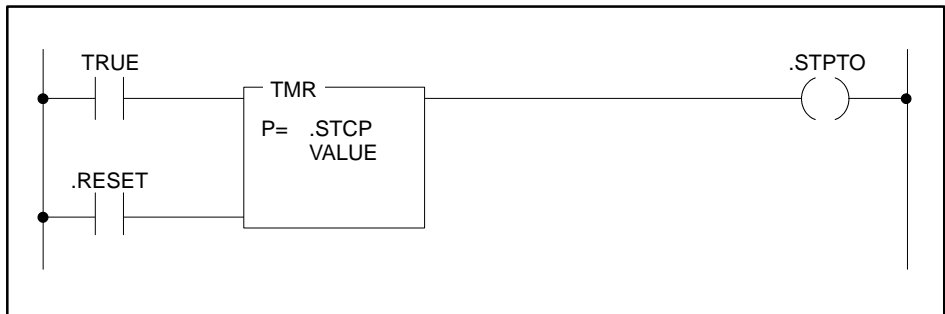 TRUE
.STPTO
TMR
P= .STCP
VALUE
.RESET